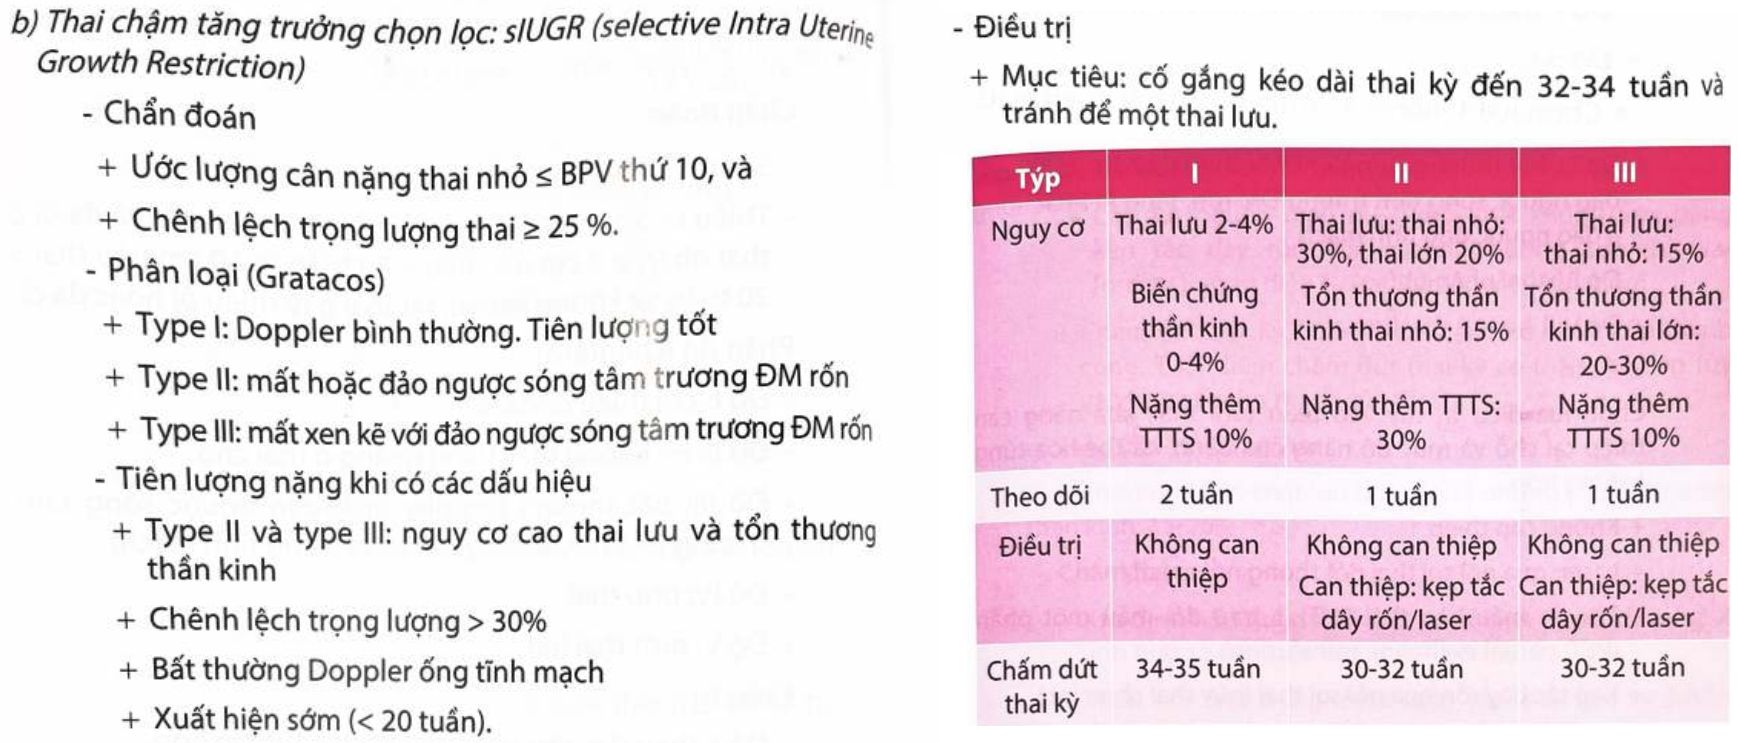 b) Thai chậm tăng trưởng chọn lọc: sIUGR (selective Intra Uterine
Growth Restriction)
- Chẩn đoán
+ Ước lượng cân nặng thai nhỏ ≤ BPV thứ 10, và
+ Chênh lệch trọng lượng thai ≥ 25 %.
- Phân loại (Gratacos)
+ Type I: Doppler bình thường. Tiên lượng tốt
+ Type II: mất hoặc đảo ngược sóng tâm trương ĐM rốn
+ Type III: mất xen kẽ với đảo ngược sóng tâm trương ĐM rốn
- Tiên lượng nặng khi có các dấu hiệu
+ Type II và type III: nguy cơ cao thai lưu và tổn thương
thần kinh
+ Chênh lệch trọng lượng > 30%
+ Bất thường Doppler ống tĩnh mạch
+ Xuất hiện sớm (< 20 tuần).
- Điều trị
+ Mục tiêu: cố gắng kéo dài thai kỳ đến 32-34 tuần và
tránh để một thai lưu.
Týp I II III
Nguy cơ Thai lưu 2-4% Thai lưu: thai nhỏ: Thai lưu:
30%, thai lớn 20% thai nhỏ: 15%
Biến chứng Tổn thương thần Tổn thương thần
thần kinh kinh thai nhỏ: 15% kinh thai lớn:
0-4% 20-30%
Nặng thêm Nặng thêm TTTS: Nặng thêm
TTTS 10% 30% TTTS 10%
Theo dõi 2 tuần 1 tuần 1 tuần
Điều trị Không can Không can thiệp Không can thiệp
thiệp Can thiệp: kẹp tắc Can thiệp: kẹp tắc
dây rốn/laser dây rốn/laser
Chấm dứt 34-35 tuần 30-32 tuần 30-32 tuần
thai kỳ